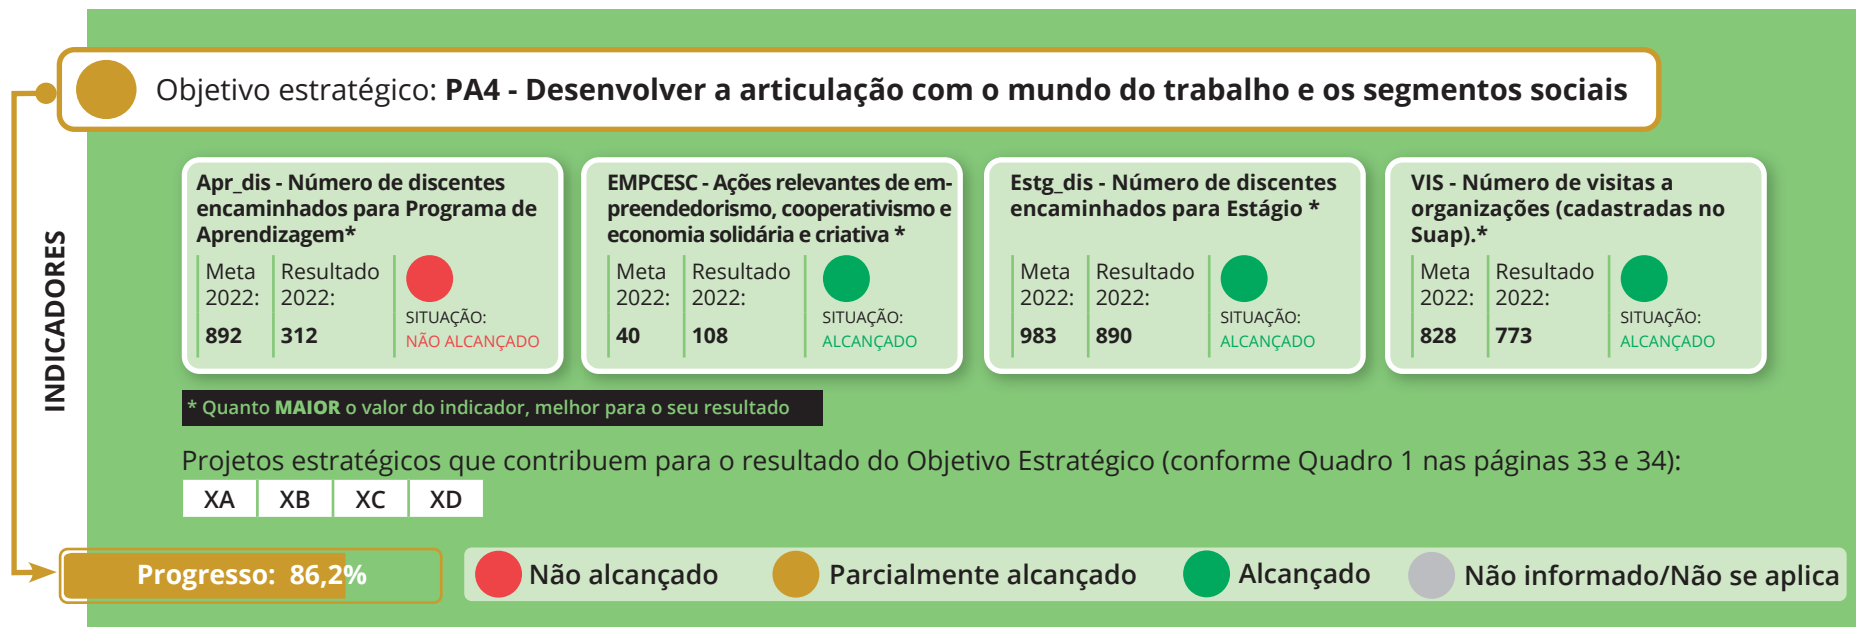 Objetivo estratégico: PA4 - Desenvolver a articulação com o mundo do trabalho e os segmentos sociais
INDICADORES
Apr_dis - Número de discentes
encaminhados para Programa de
Aprendizagem*
Meta
2022:
892
Resultado
2022:
312
SITUAÇÃO:
NÃO ALCANÇADO
EMPCESC - Ações relevantes de em-
preendedorismo, cooperativismo e
economia solidária e criativa *
Meta
2022:
40
Resultado
2022:
108
SITUAÇÃO:
ALCANÇADO
Estg_dis - Número de discentes
encaminhados para Estágio *
Meta
2022:
983
Resultado
2022:
890
SITUAÇÃO:
ALCANÇADO
VIS - Número de visitas a
organizações (cadastradas no
Suap).*
Meta
2022:
828
Resultado
2022:
773
SITUAÇÃO:
ALCANÇADO
* Quanto MAIOR o valor do indicador, melhor para o seu resultado
Projetos estratégicos que contribuem para o resultado do Objetivo Estratégico (conforme Quadro 1 nas páginas 33 e 34):
XA XB XC XD
Progresso: 86,2%
Não alcançado
Parcialmente alcançado
Alcançado
Não informado/Não se aplica